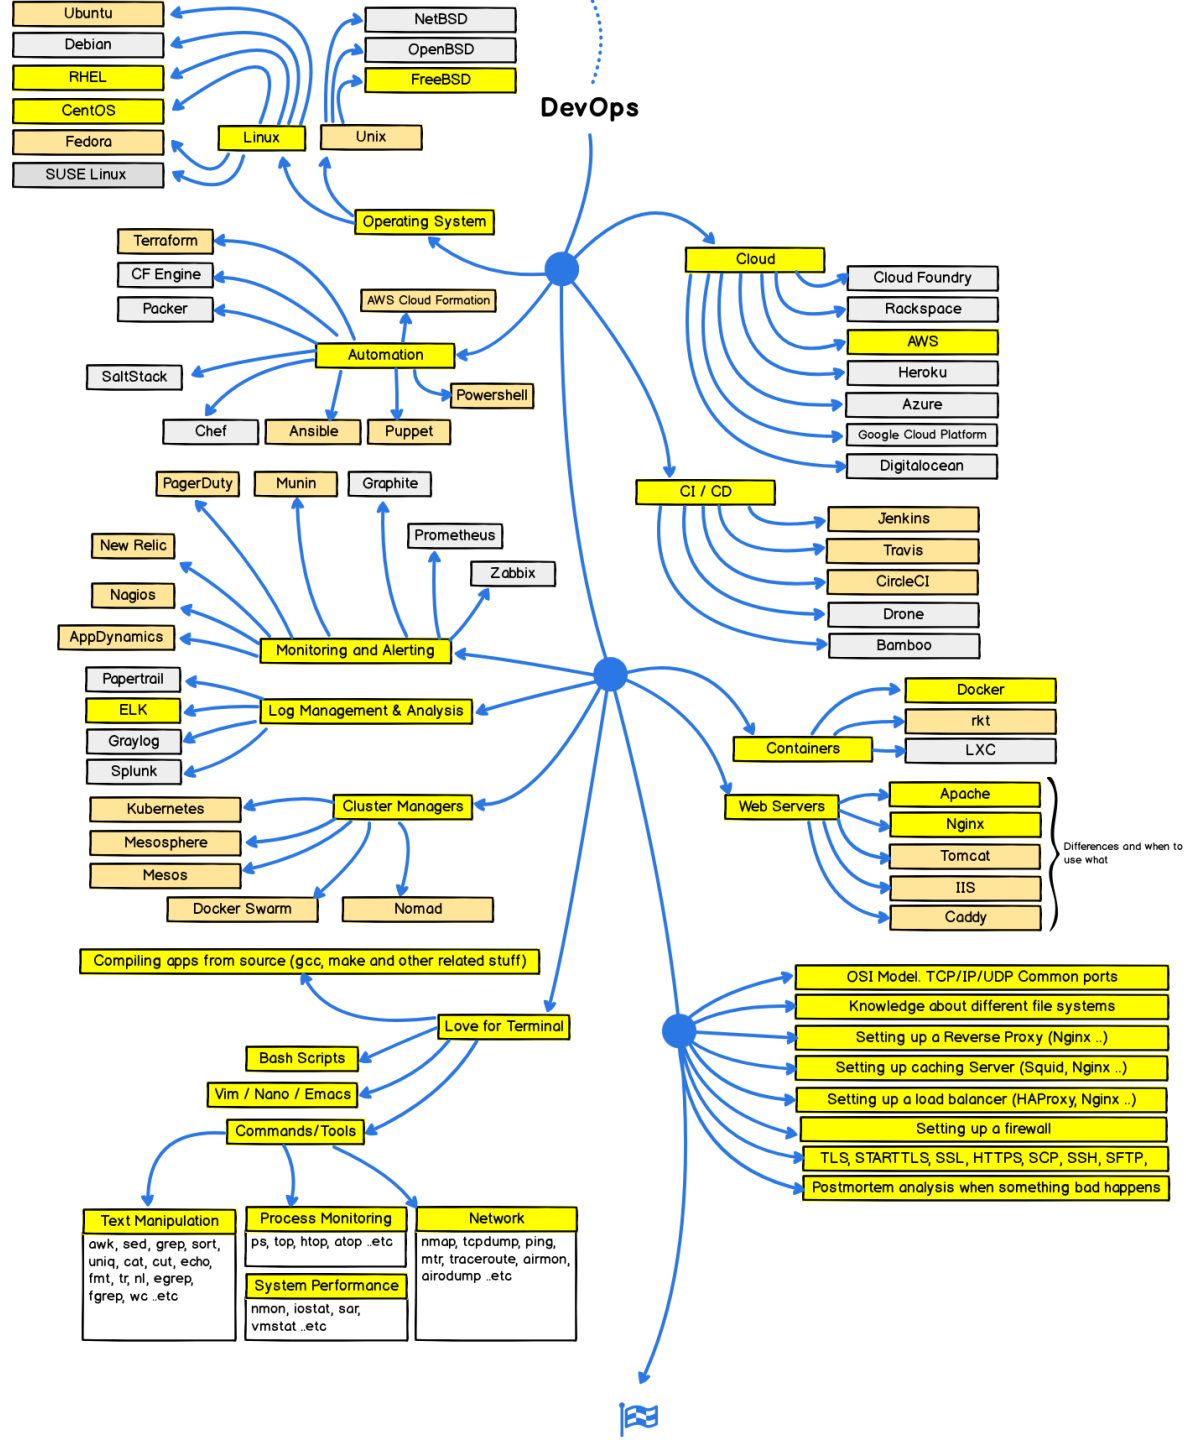 Ubuntu
Debian
RHEL
CentOS
Fedora
SUSE Linux
Linux
NetBSD
OpenBSD
FreeBSD
Unix
DevOps
Operating System
Terraform
CF Engine
Packer
SaltStack
Chef
Ansible
Puppet
Powershell
AWS Cloud Formation
Automation
Cloud
Cloud Foundry
Rackspace
AWS
Heroku
Azure
Google Cloud Platform
Digitalocean
CI / CD
Jenkins
Travis
CircleCI
Drone
Bamboo
PagerDuty
Munin
Graphite
Prometheus
Zabbix
New Relic
Nagios
AppDynamics
Monitoring and Alerting
Papertrail
ELK
Graylog
Splunk
Log Management & Analysis
Containers
Docker
rkt
LXC
Web Servers
Apache
Nginx
Tomcat
IIS
Caddy
Differences and when to
use what
Cluster Managers
Kubernetes
Mesosphere
Mesos
Docker Swarm
Nomad
Compiling apps from source (gcc, make and other related stuff)
Love for Terminal
Bash Scripts
Vim / Nano / Emacs
Commands/Tools
OSI Model. TCP/IP/UDP Common ports
Knowledge about different file systems
Setting up a Reverse Proxy (Nginx ..)
Setting up caching Server (Squid, Nginx ..)
Setting up a load balancer (HAProxy, Nginx ..)
Setting up a firewall
TLS, STARTTLS, SSL, HTTPS, SCP, SSH, SFTP,
Postmortem analysis when something bad happens
Text Manipulation
awk, sed, grep, sort,
uniq, cat, cut, echo,
fmt, tr, nl, egrep,
fgrep, wc ..etc
Process Monitoring
ps, top, htop, atop ..etc
System Performance
nmon, iostat, sar,
vmstat ..etc
Network
nmap, tcpdump, ping,
mtr, traceroute, airmon,
airodump ..etc